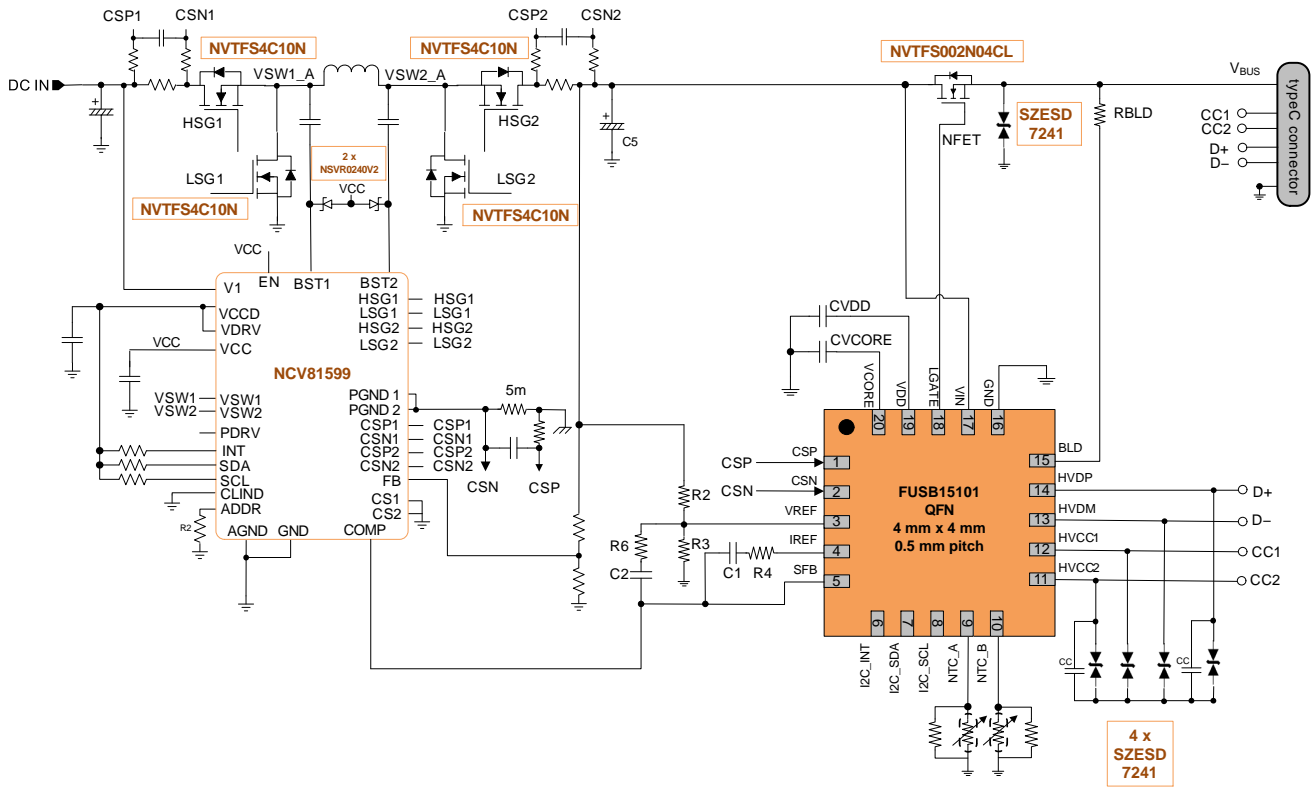 CSP1
CSN1
CSP2
CSN2
NVTFS4C10N
NVTFS4C10N
NVTFS002N04CL
DC IN
VSW1_A
VSW2_A
VBUS
+
+
HSG1
HSG2
C5
NFET
SZESD
7241
RBLD
typeC connector
CC1
CC2
D+
D−
LSG1
LSG2
2 x
NSVR0240V2
VCC
NVTFS4C10N
NVTFS4C10N
VCC
EN
BST1
BST2
V1
VCCD
VDRV
VCC
VCC
NCV81599
HSG1
LSG1
HSG2
LSG2
HSG1
LSG1
HSG2
LSG2
VSW1
VSW2
VSW1
VSW2
PDRV
INT
SDA
SCL
CLIND
ADDR
R2
AGND
GND
COMP
PGND 1
PGND 2
CSP1
CSN1
CSP2
CSN2
FB
CS1
CS2
CSP1
CSN1
CSP2
CSN2
5m
CSN
CSP
R2
R3
R6
C2
C1
R4
CVDD
CVCORE
VCORE
VDD
LGATE
VIN
GND
20
19
18
17
16
CSP
CSP
1
CSN
CSN
2
VREF
3
IREF
4
SFB
5
FUSB15101
QFN
4 mm x 4 mm
0.5 mm pitch
BLD
15
HVDP
14
D+
HVDM
13
D−
HVCC1
12
CC1
HVCC2
11
CC2
6
7
8
9
10
I2C_INT
I2C_SDA
I2C_SCL
NTC_A
NTC_B
CC
CC
4 x
SZESD
7241